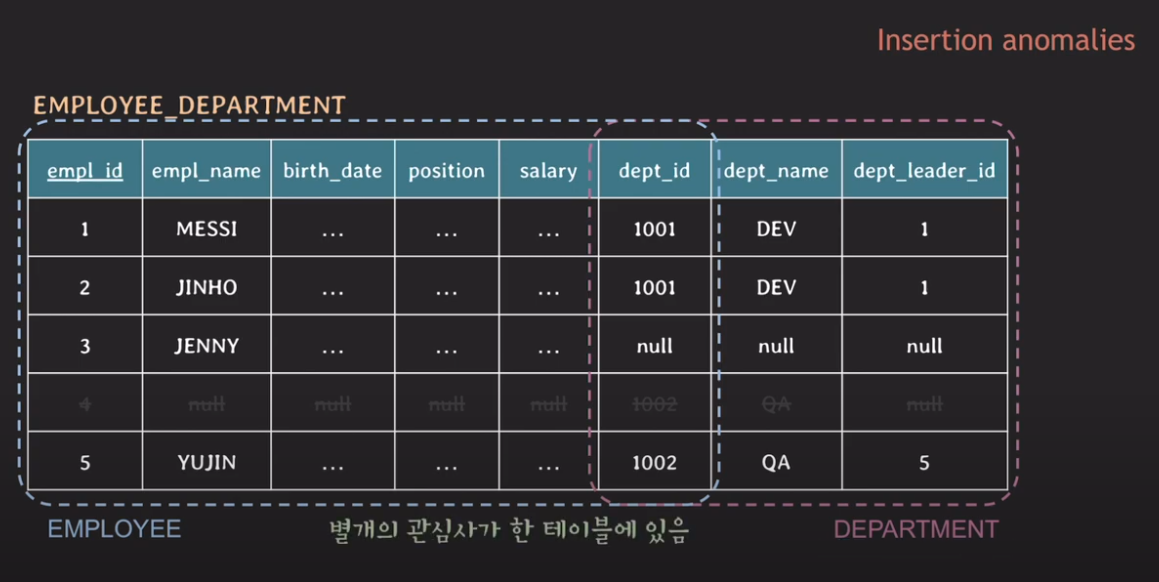 Insertion anomalies
EMPLOYEE_DEPARTMENT
empl_id empl_name birth_date position salary dept_id dept_name dept_leader_id
1 MESSI ... ... ... 1001 DEV 1
2 JINHO ... ... ... 1001 DEV 1
3 JENNY ... ... ... null null null
4 null null null null 1002 QA null
5 YUJIN ... ... ... 1002 QA 5
EMPLOYEE 별개의 관심사가 한 테이블에 있음 DEPARTMENT